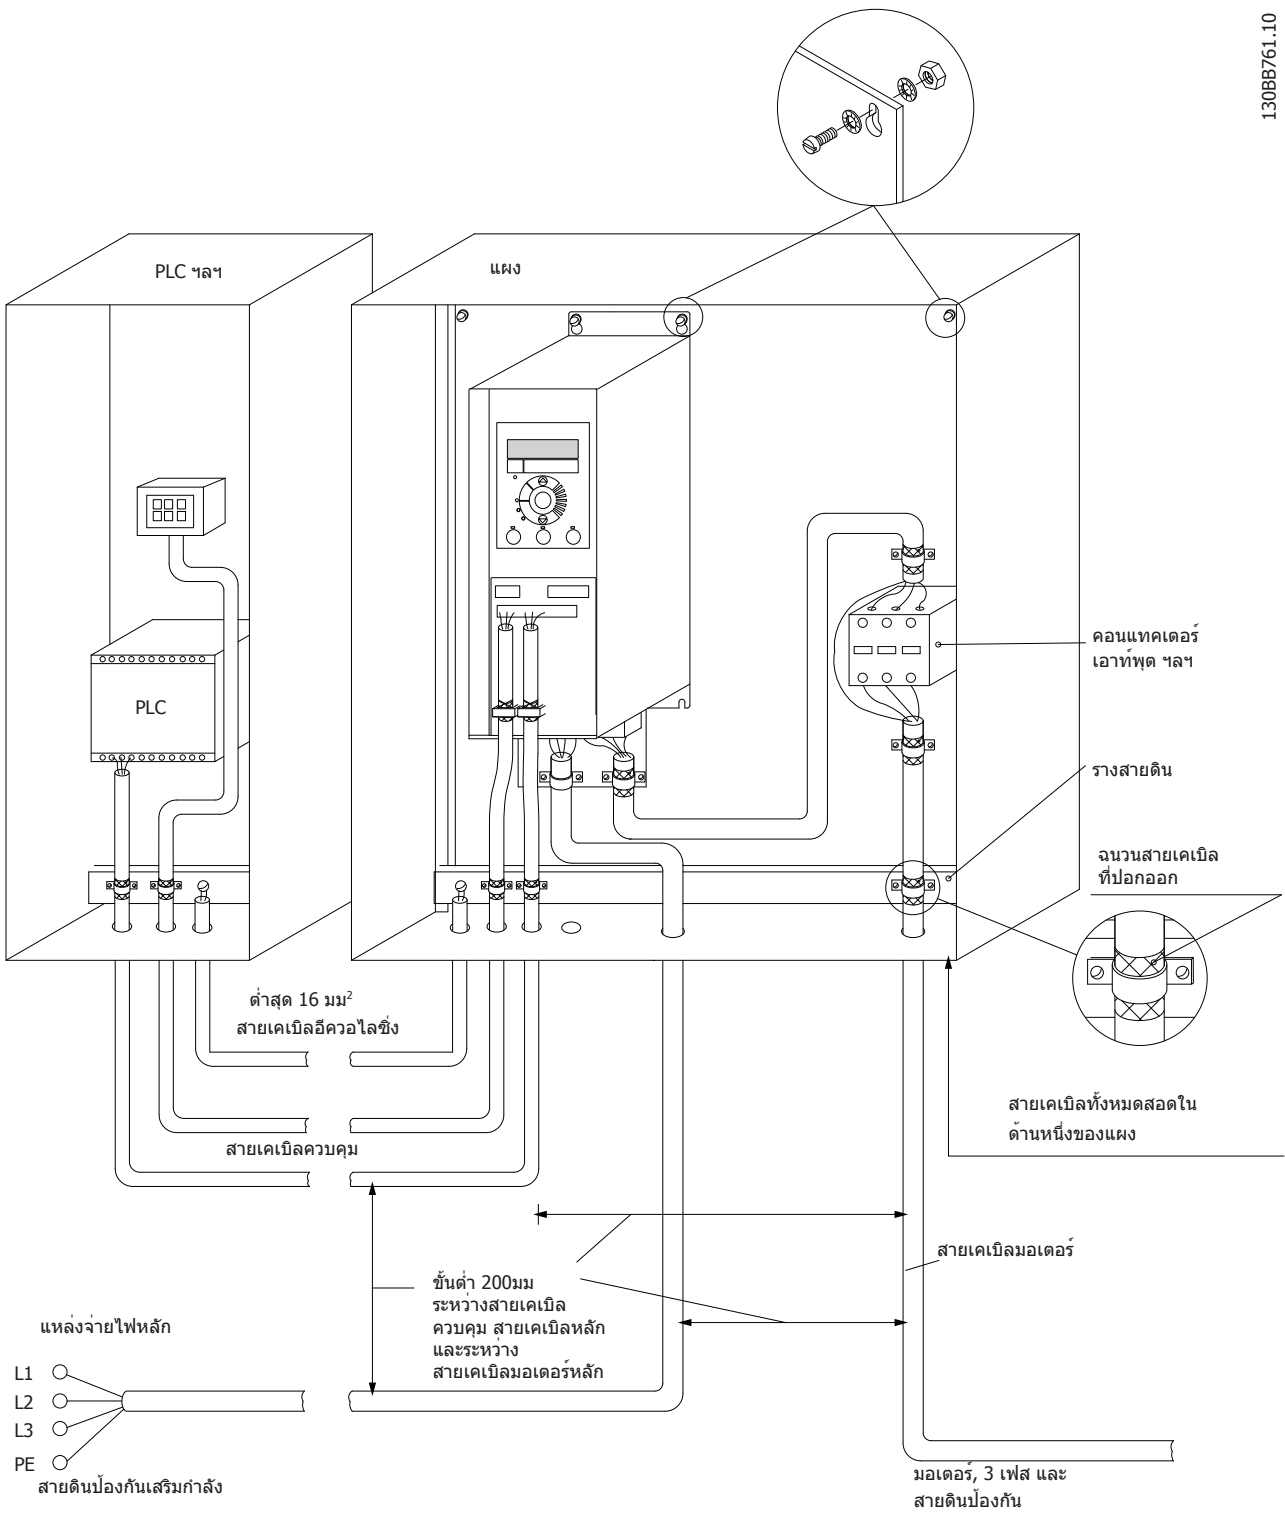 130BB761.10
PLC ฯลฯ
แผง
PLC
คอนแทคเตอร์
เอาท์พุต ฯลฯ
รางสายดิน
ฉนวนสายเคเบิล
ที่ปอกออก
ต่ำสุด 16 มม²
สายเคเบิลอีควอไลซิ่ง
สายเคเบิลทั้งหมดสอดใน
ด้านหนึ่งของแผง
สายเคเบิลควบคุม
สายเคเบิลมอเตอร์
ขั้นต่ำ 200มม
ระหว่างสายเคเบิล
ควบคุม สายเคเบิลหลัก
และระหว่าง
สายเคเบิลมอเตอร์หลัก
แหล่งจ่ายไฟหลัก
L1
L2
L3
PE
สายดินป้องกันเสริมกำลัง
มอเตอร์, 3 เฟส และ
สายดินป้องกัน